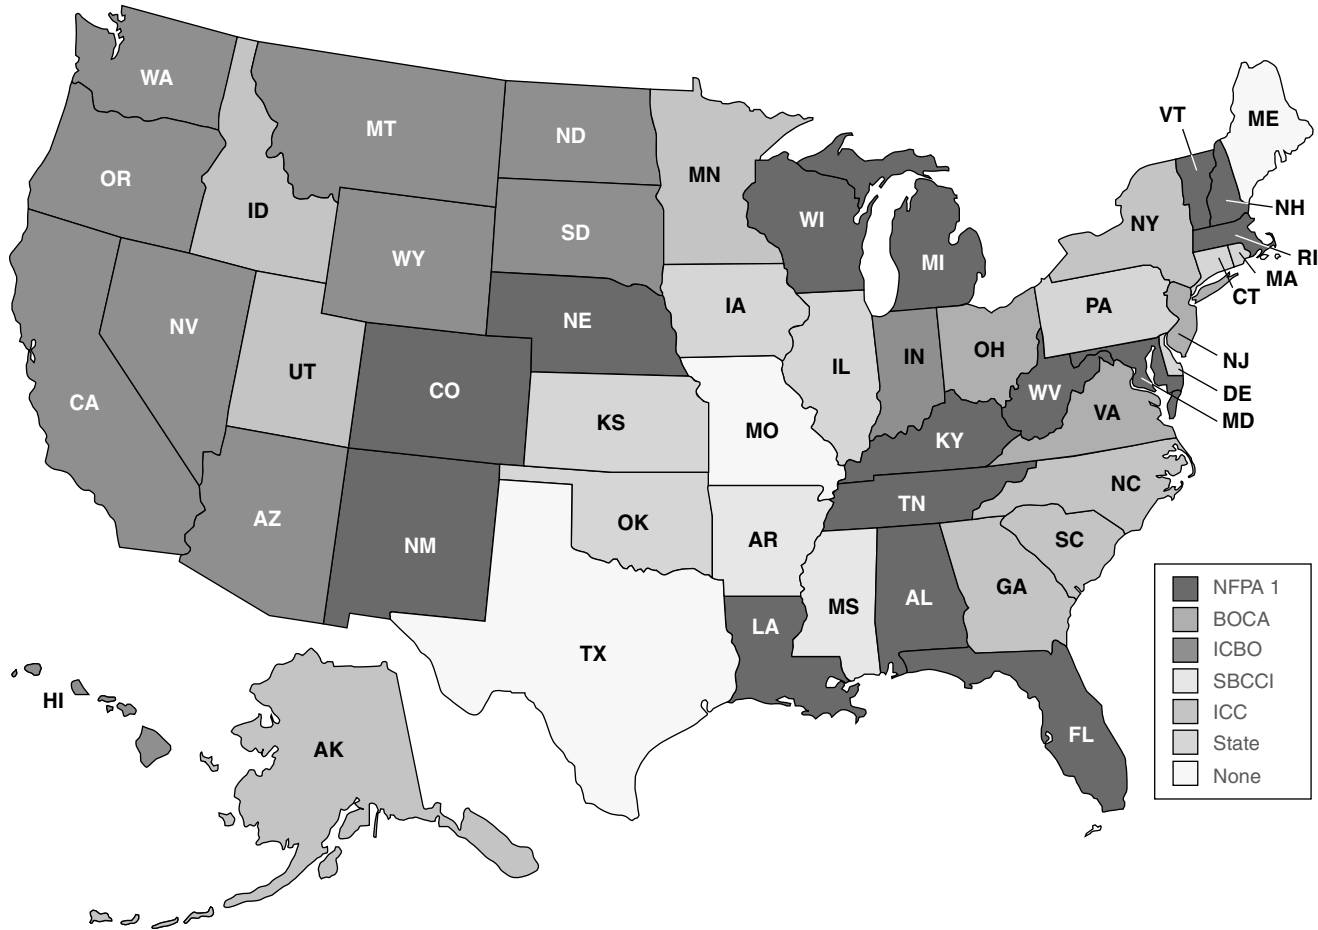 WA
MT
ND
MN
VT
ME
OR
ID
SD
WI
MI
NY
NH
RI
MA
CT
WY
NV
NE
IA
PA
NJ
DE
MD
CA
UT
CO
KS
MO
IL
IN
OH
WV
VA
KY
AZ
NM
OK
AR
TN
NC
SC
MS
AL
GA
LA
TX
FL
HI
AK
NFPA 1
BOCA
ICBO
SBCCI
ICC
State
None